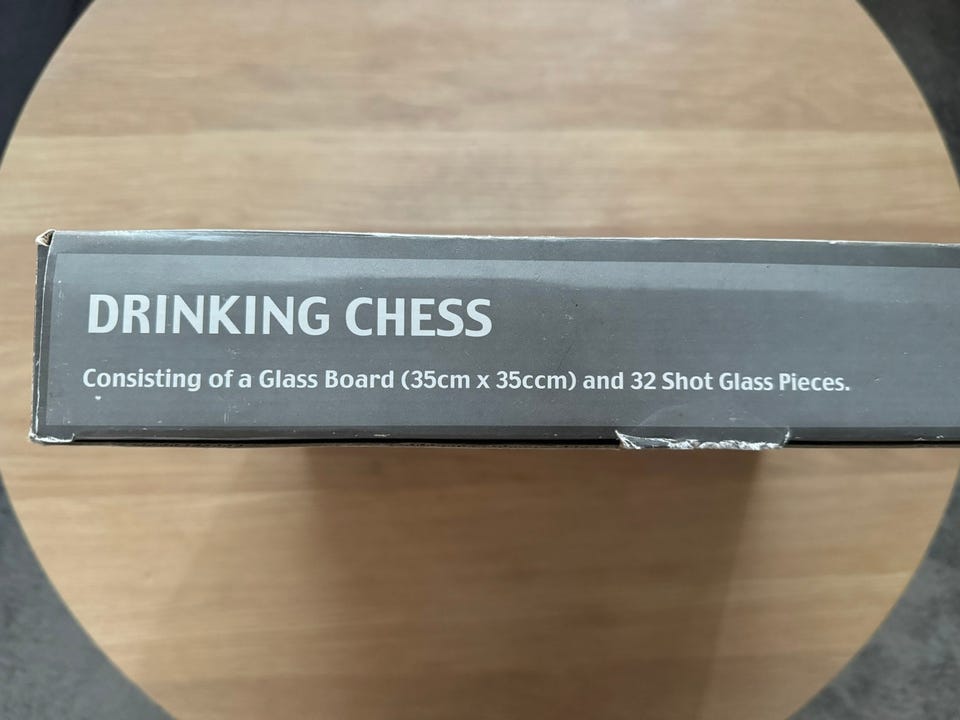 DRINKING CHESS
Consisting of a Glass Board (35cm x 35ccm) and 32 Shot Glass Pieces.